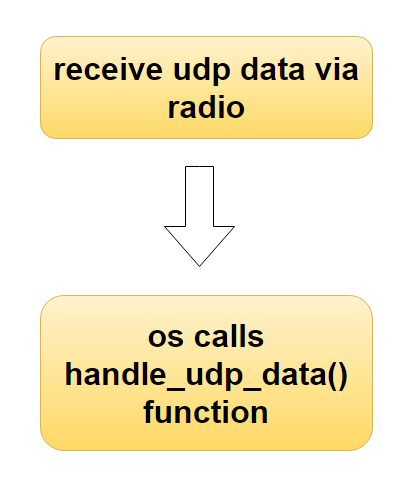 receive udp data via
radio
os calls
handle_udp_data()
function